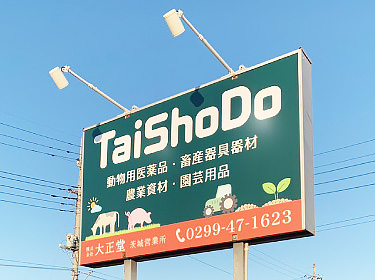 TaiShoDo
動物用医薬品・畜産器具器材
農業資材・園芸用品
株式会社 大正堂 茨城営業所 0299-47-1623